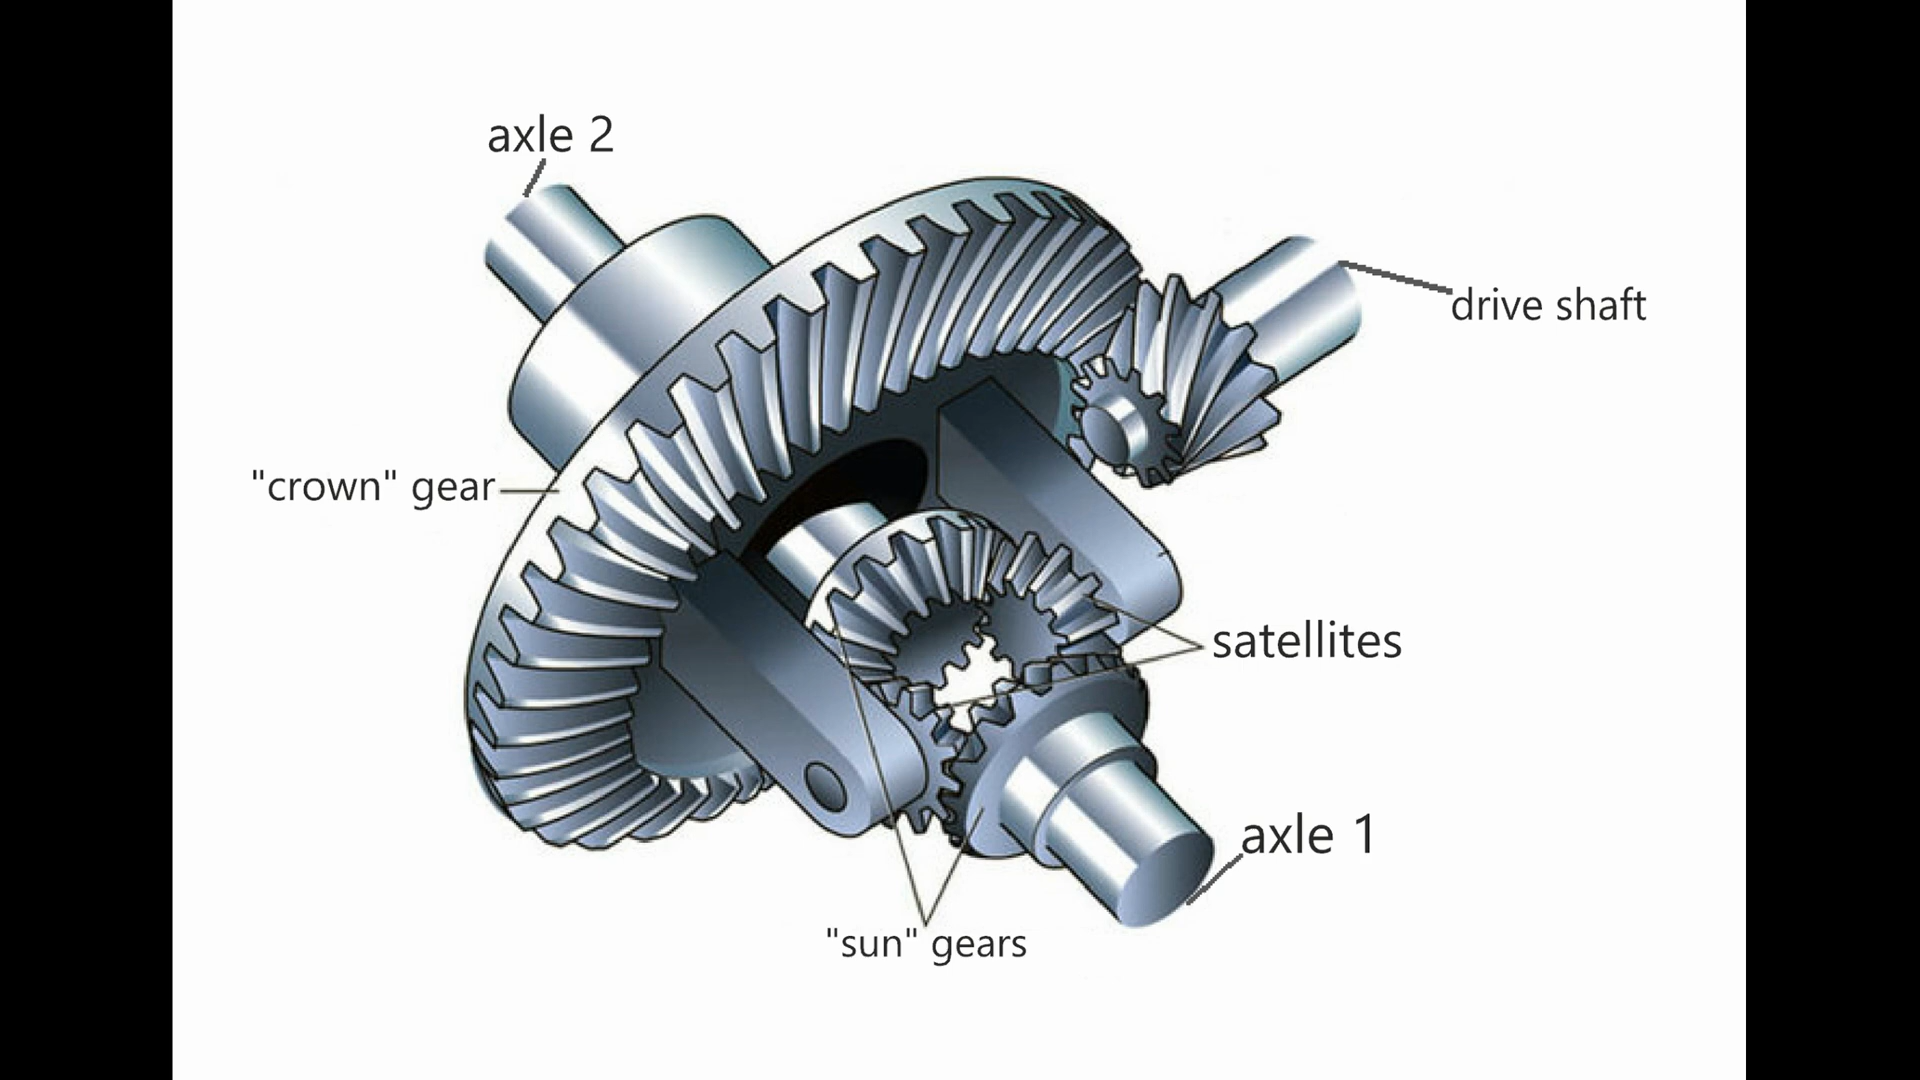 axle 2
drive shaft
"crown" gear
satellites
axle 1
"sun" gears